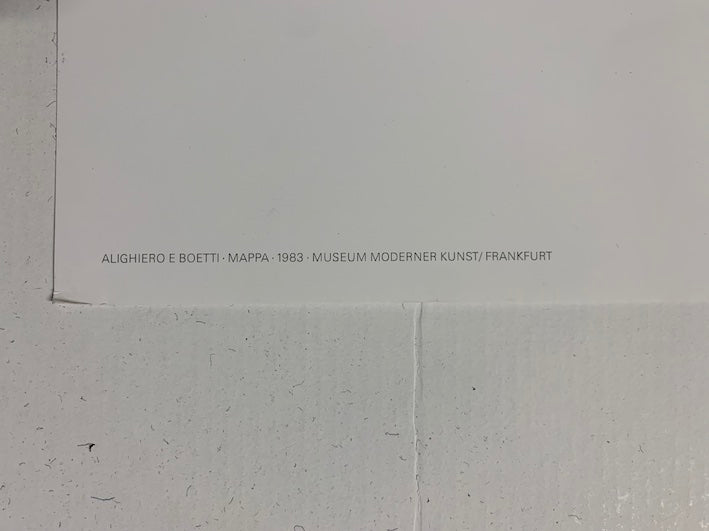 ALIGHIERO E BOETTI · MAPPA · 1983 · MUSEUM MODERNER KUNST/ FRANKFURT